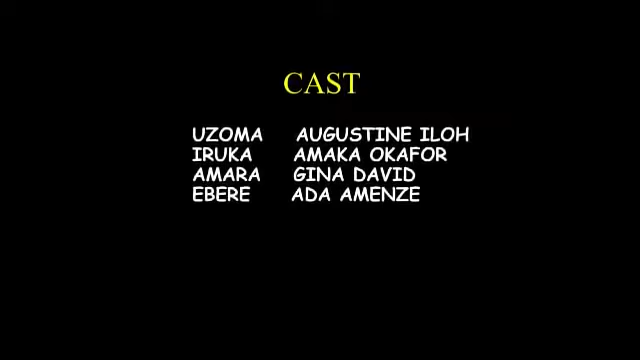 CAST
UZOMA AUGUSTINE ILOH
IRUKA AMAKA OKAFOR
AMARA GINA DAVID
EBERE ADA AMENZE